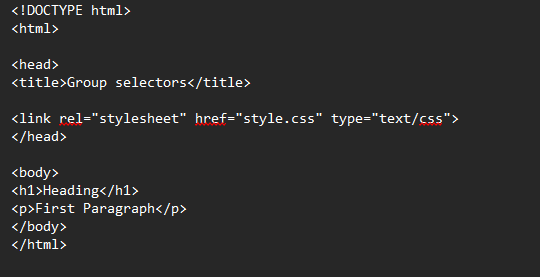 <!DOCTYPE html>
<html>
<head>
<title>Group selectors</title>
<link rel="stylesheet" href="style.css" type="text/css">
</head>
<body>
<h1>Heading</h1>
<p>First Paragraph</p>
</body>
</html>